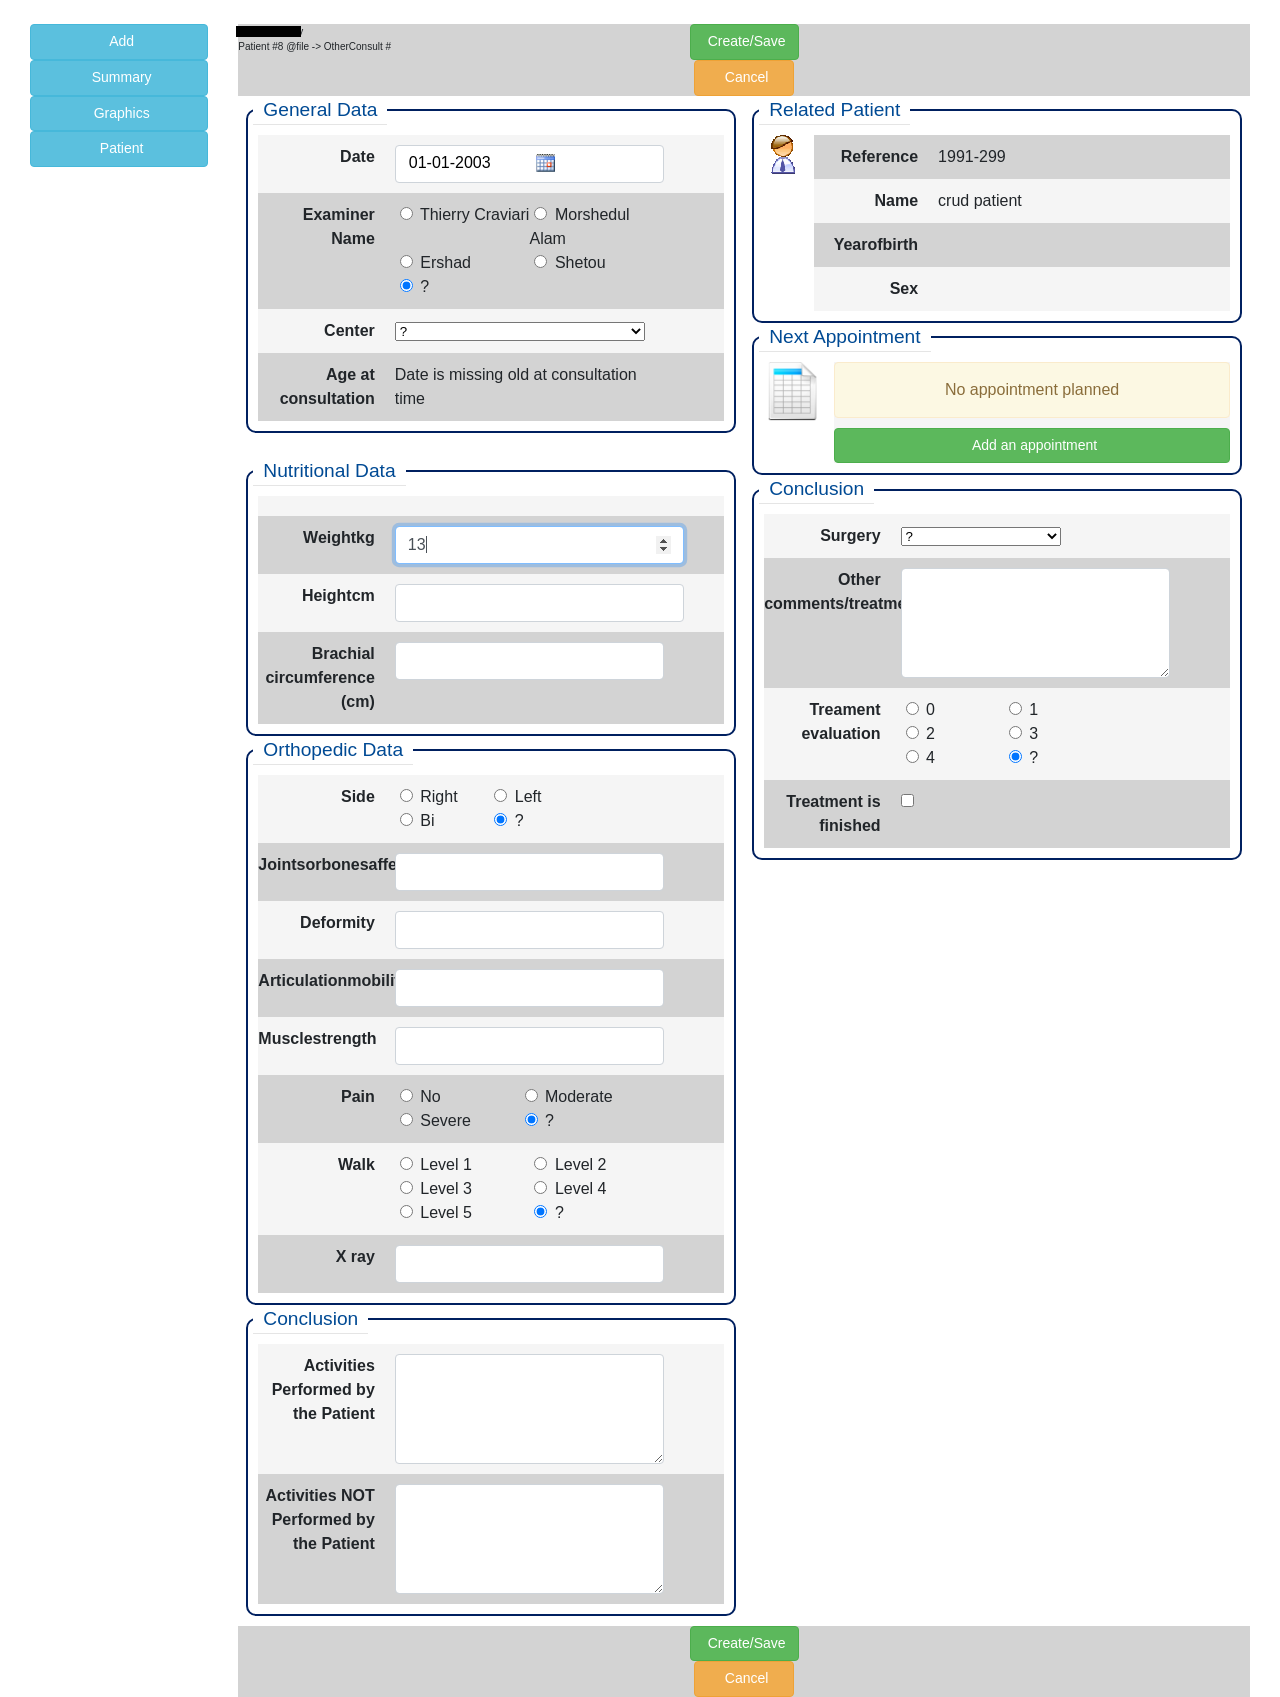 Add
Summary
Graphics
Patient
Patient #8 @file -> OtherConsult #
Create/Save
Cancel
General Data
Date 01-01-2003
Examiner Thierry Craviari Morshedul
Name Alam
Ershad Shetou
?
Center ?
Age at Date is missing old at consultation
consultation time
Nutritional Data
Weightkg 13
Heightcm
Brachial
circumference
(cm)
Orthopedic Data
Side Right Left
Bi ?
Jointsorbonesaffe
Deformity
Articulationmobili
Musclestrength
Pain No Moderate
Severe ?
Walk Level 1 Level 2
Level 3 Level 4
Level 5 ?
X ray
Conclusion
Activities
Performed by
the Patient
Activities NOT
Performed by
the Patient
Related Patient
Reference 1991-299
Name crud patient
Yearofbirth
Sex
Next Appointment
No appointment planned
Add an appointment
Conclusion
Surgery ?
Other
comments/treatme
Treament 0 1
evaluation 2 3
4 ?
Treatment is
finished
Create/Save
Cancel